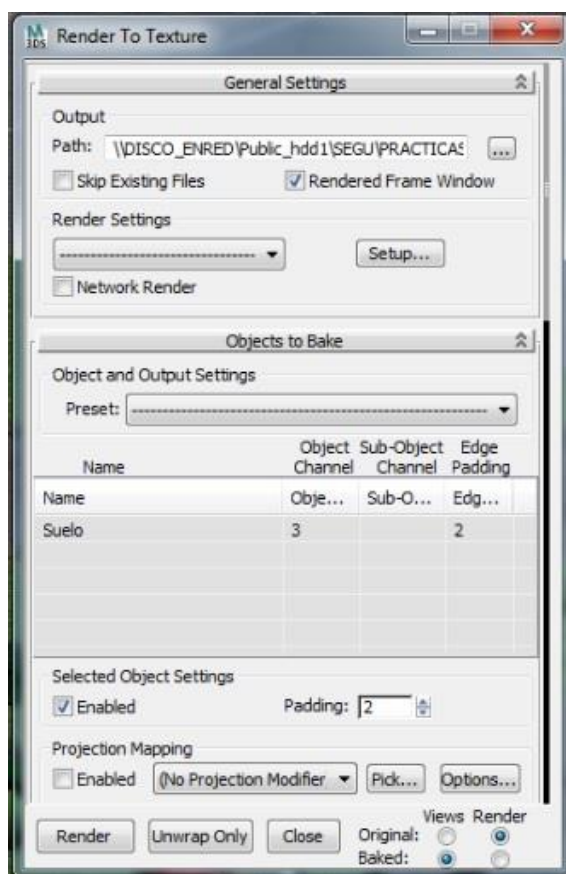 3DS Render To Texture
General Settings
Output
Path: \\DISCO_ENRED\Public_hdd1\SEGU\PRACTICAS ...
Skip Existing Files Rendered Frame Window
Render Settings
---------------------------------- Setup...
Network Render
Objects to Bake
Object and Output Settings
Preset: --------------------------------------------------------------
Name Object Channel Sub-Object Channel Edge Padding
Name Obje... Sub-O... Edg...
Suelo 3 2
Selected Object Settings
Enabled Padding: 2
Projection Mapping
Enabled (No Projection Modifier Pick... Options...
Views Render
Render Unwrap Only Close Original:
Baked: